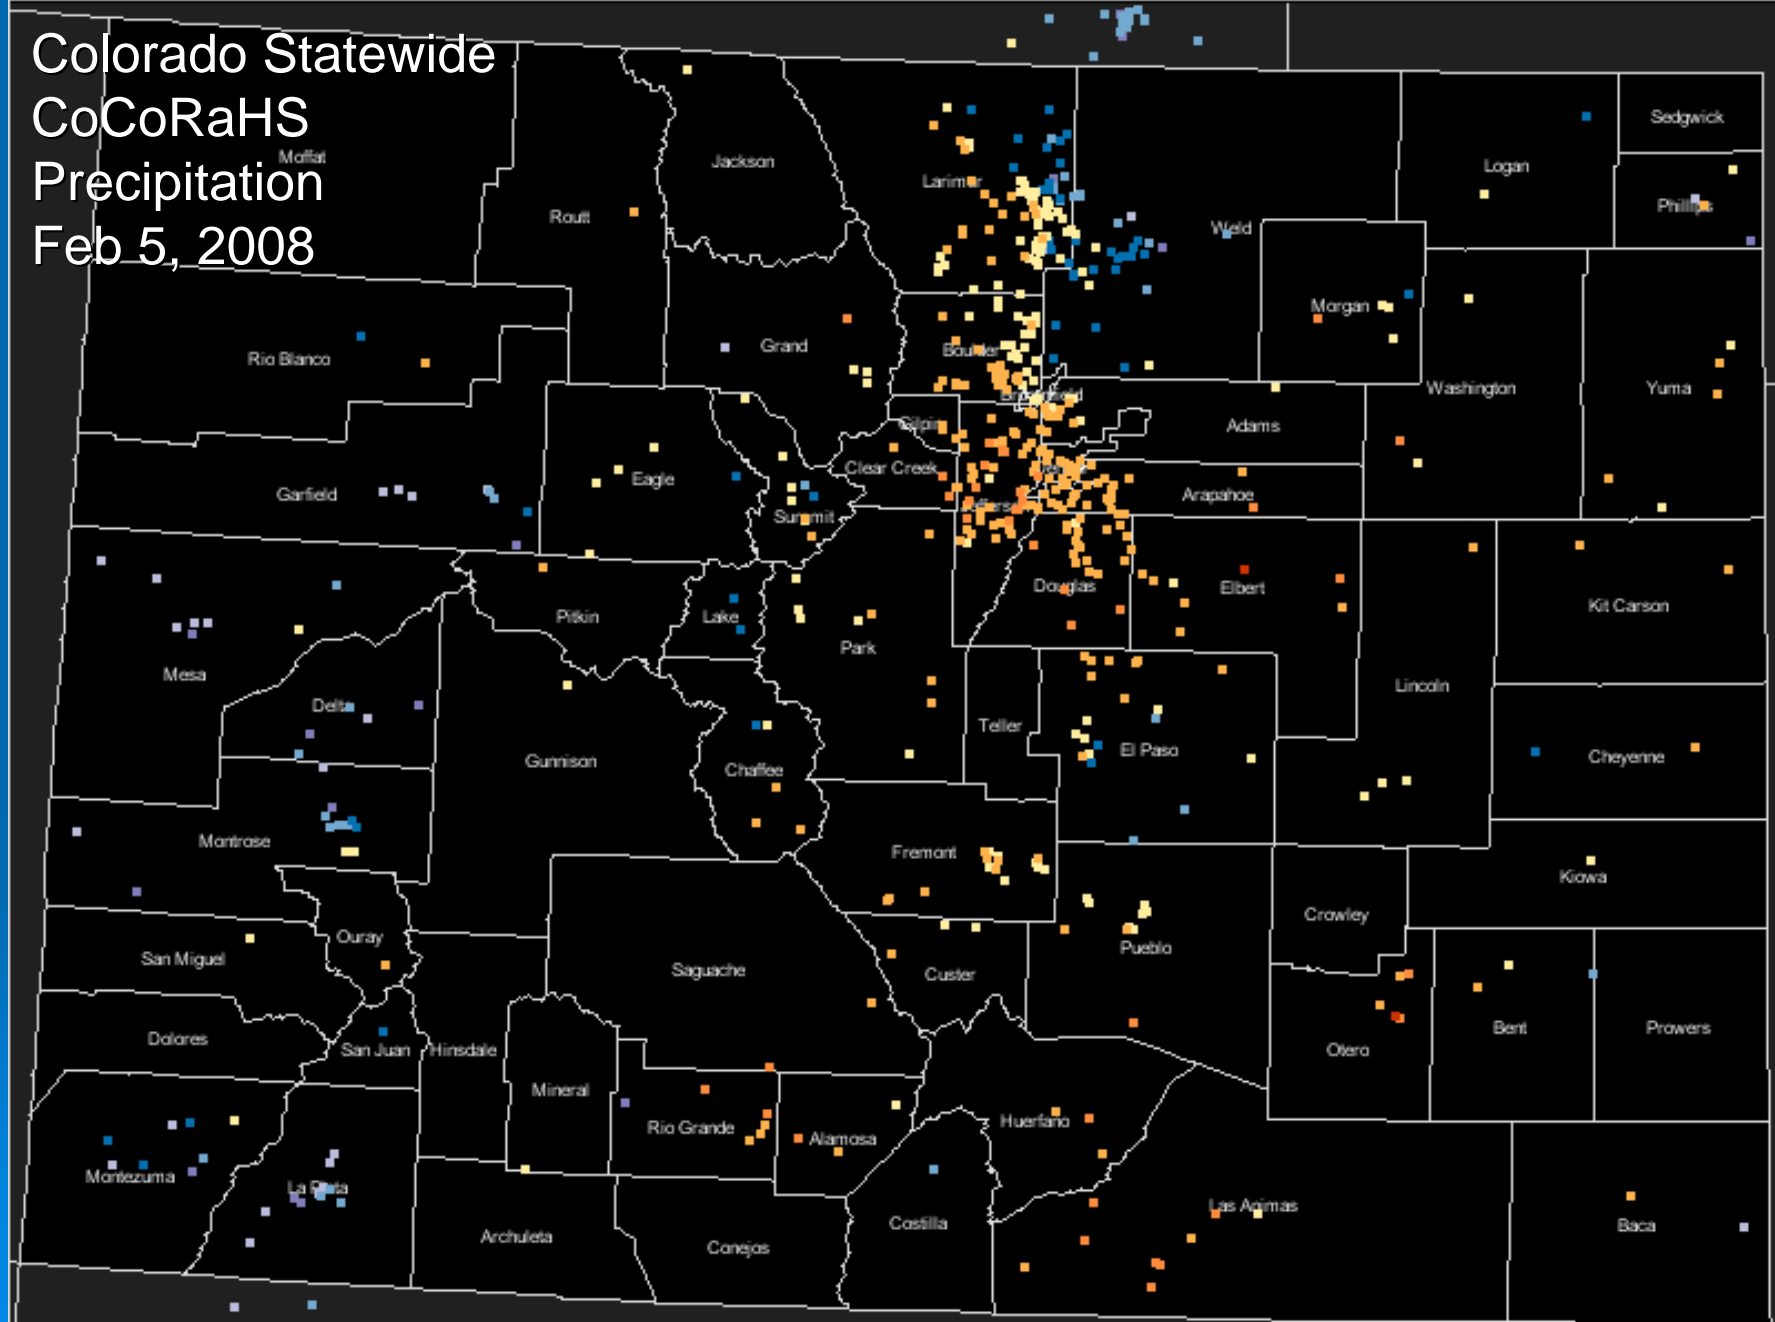 Colorado Statewide
CoCoRaHS
Precipitation
Feb 5, 2008
Moffat
Routt
Jackson
Larimer
Weld
Logan
Sedgwick
Phillips
Rio Blanco
Grand
Boulder
Morgan
Washington
Yuma
Gilpin
Adams
Garfield
Eagle
Clear Creek
Summit
Arapahoe
Mesa
Pitkin
Lake
Park
Douglas
Elbert
Kit Carson
Delta
Gunnison
Chaffee
Teller
El Paso
Lincoln
Cheyenne
Montrose
Fremont
Kiowa
Ouray
San Miguel
Saguache
Custer
Pueblo
Crowley
Dolores
San Juan
Hinsdale
Mineral
Rio Grande
Alamosa
Huerfano
Otero
Bent
Prowers
Montezuma
La Plata
Archuleta
Conejos
Costilla
Las Animas
Baca